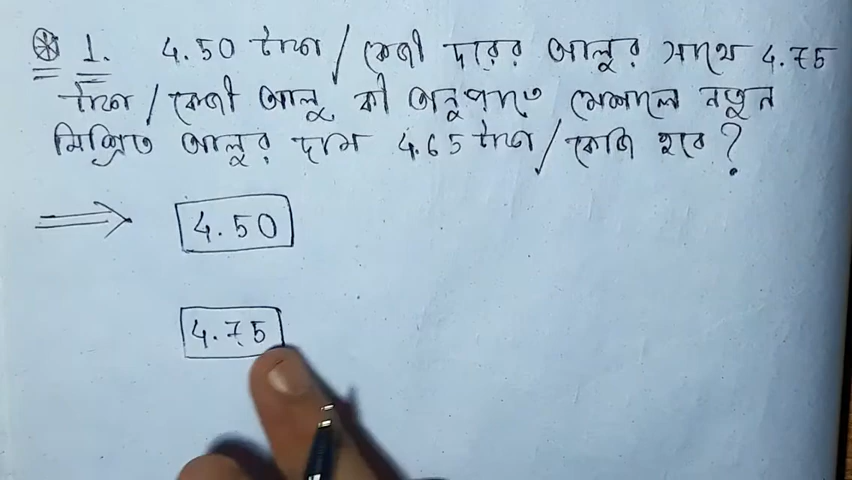 1. 4.50 টাকা / কেজী দরের আলুর সাথে 4.75
টাকা / কেজী আলু কী অনুপাতে মেশালে নতুন
মিশ্রিত আলুর দাম 4.65 টাকা / কেজি হবে ?
4.50
4.75